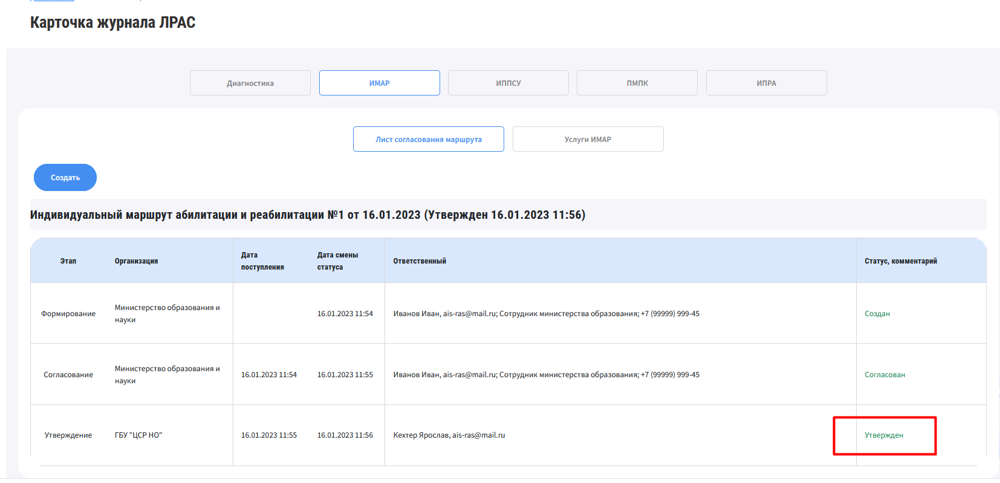 Карточка журнала ЛРАС
Диагностика
ИМАР
ИППСУ
ПМПК
ИПРА
Лист согласования маршрута
Услуги ИМАР
Создать
Индивидуальный маршрут абилитации и реабилитации №1 от 16.01.2023 (Утвержден 16.01.2023 11:56)
Этап
Организация
Дата
поступления
Дата смены
статуса
Ответственный
Статус, комментарий
Формирование
Министерство образования и
науки
16.01.2023 11:54
Иванов Иван, ais-ras@mail.ru; Сотрудник министерства образования; +7 (99999) 999-45
Создан
Согласование
Министерство образования и
науки
16.01.2023 11:54
16.01.2023 11:55
Иванов Иван, ais-ras@mail.ru; Сотрудник министерства образования; +7 (99999) 999-45
Согласован
Утверждение
ГБУ "ЦСР НО"
16.01.2023 11:55
16.01.2023 11:56
Кехтер Ярослав, ais-ras@mail.ru
Утвержден